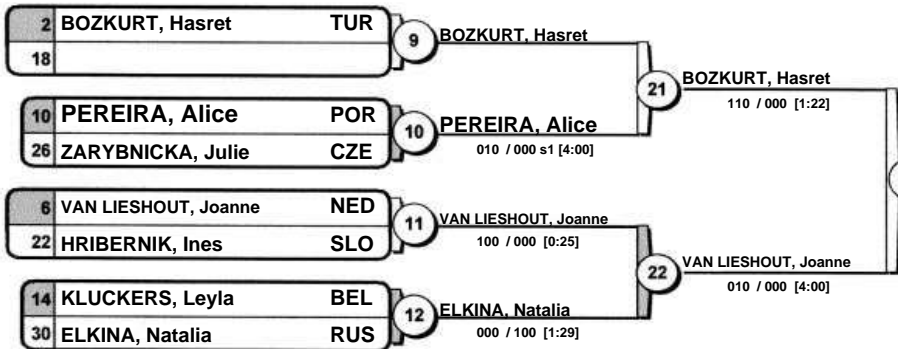 2 BOZKURT, Hasret TUR
18
9
BOZKURT, Hasret
10 PEREIRA, Alice POR
26 ZARYBNICKA, Julie CZE
10
PEREIRA, Alice
010 / 000 s1 [4:00]
21
BOZKURT, Hasret
110 / 000 [1:22]
6 VAN LIESHOUT, Joanne NED
22 HRIBERNIK, Ines SLO
11
VAN LIESHOUT, Joanne
100 / 000 [0:25]
14 KLUCKERS, Leyla BEL
30 ELKINA, Natalia RUS
12
ELKINA, Natalia
000 / 100 [1:29]
22
VAN LIESHOUT, Joanne
010 / 000 [4:00]